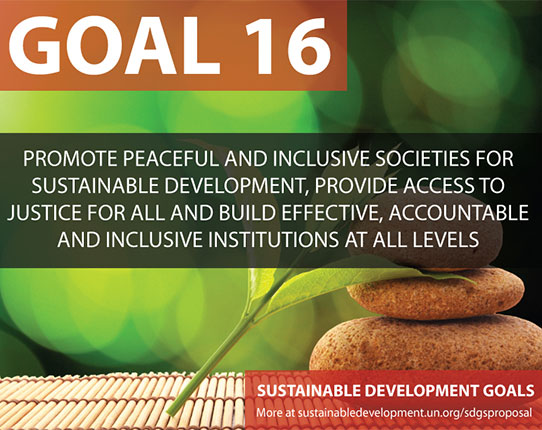 GOAL 16
PROMOTE PEACEFUL AND INCLUSIVE SOCIETIES FOR
SUSTAINABLE DEVELOPMENT, PROVIDE ACCESS TO
JUSTICE FOR ALL AND BUILD EFFECTIVE, ACCOUNTABLE
AND INCLUSIVE INSTITUTIONS AT ALL LEVELS
SUSTAINABLE DEVELOPMENT GOALS
More at sustainabledevelopment.un.org/sdgsproposal